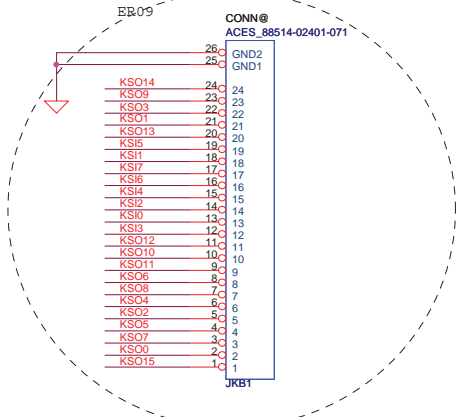 ER09
CONN@
ACES_88514-02401-071
26 GND2
25 GND1
KSO14 24 24
KSO9 23 23
KSO3 22 22
KSO1 21 21
KSO13 20 20
KSI5 19 19
KSI1 18 18
KSI7 17 17
KSI6 16 16
KSI4 15 15
KSI2 14 14
KSI0 13 13
KSI3 12 12
KSO12 11 11
KSO10 10 10
KSO11 9 9
KSO6 8 8
KSO8 7 7
KSO4 6 6
KSO2 5 5
KSO5 4 4
KSO7 3 3
KSO0 2 2
KSO15 1 1
JKB1